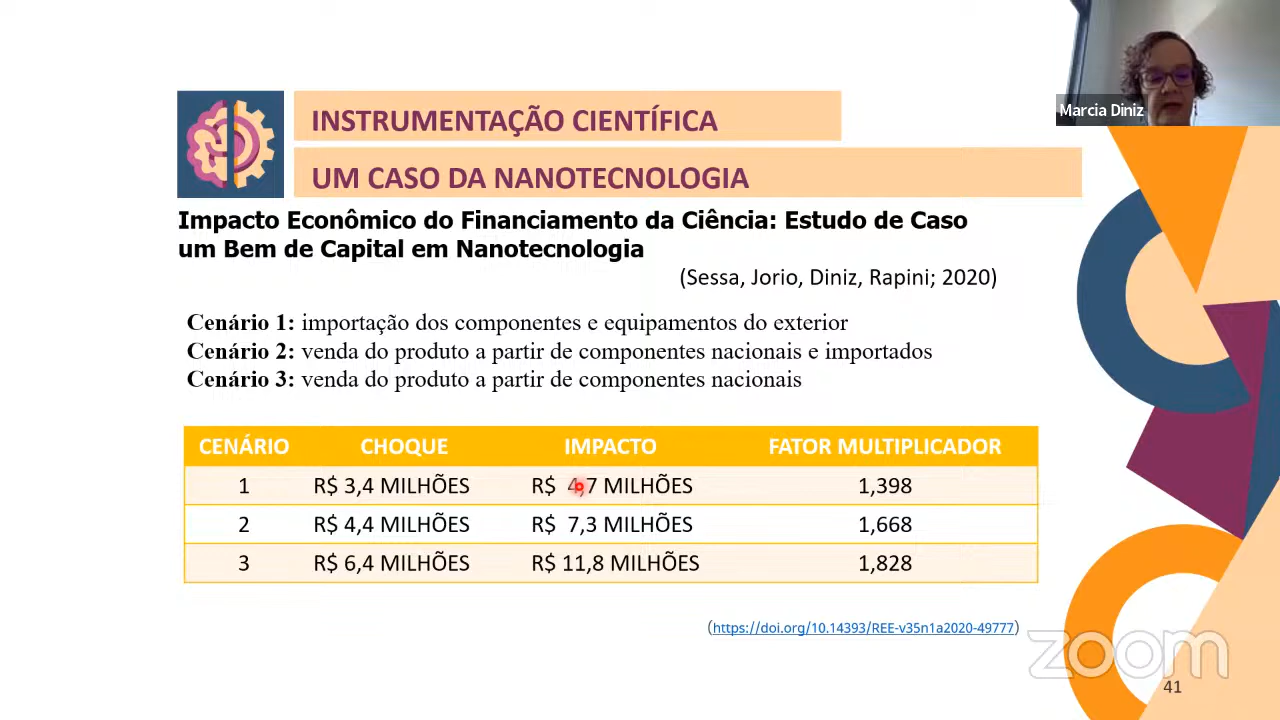 Marcia Diniz
INSTRUMENTAÇÃO CIENTÍFICA
UM CASO DA NANOTECNOLOGIA
Impacto Econômico do Financiamento da Ciência: Estudo de Caso
um Bem de Capital em Nanotecnologia
(Sessa, Jorio, Diniz, Rapini; 2020)
Cenário 1: importação dos componentes e equipamentos do exterior
Cenário 2: venda do produto a partir de componentes nacionais e importados
Cenário 3: venda do produto a partir de componentes nacionais
CENÁRIO CHOQUE IMPACTO FATOR MULTIPLICADOR
1 R$ 3,4 MILHÕES R$ 4,7 MILHÕES 1,398
2 R$ 4,4 MILHÕES R$ 7,3 MILHÕES 1,668
3 R$ 6,4 MILHÕES R$ 11,8 MILHÕES 1,828
(https://doi.org/10.14393/REE-v35n1a2020-49777)
zoom
41